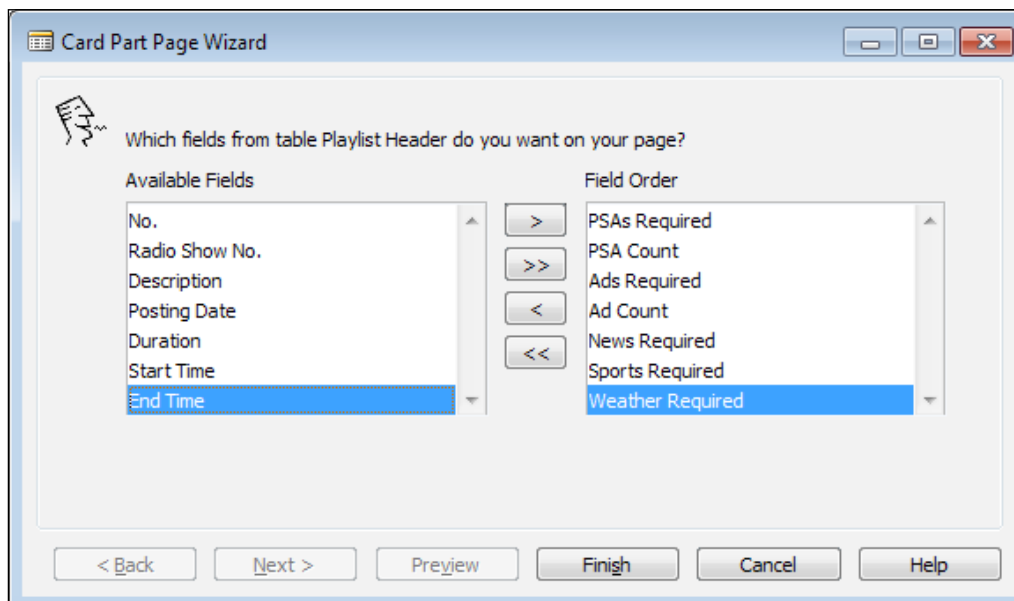 Card Part Page Wizard
Which fields from table Playlist Header do you want on your page?
Available Fields
Field Order
No.
Radio Show No.
Description
Posting Date
Duration
Start Time
End Time
>
>>
<
<<
PSAs Required
PSA Count
Ads Required
Ad Count
News Required
Sports Required
Weather Required
< Back
Next >
Preview
Finish
Cancel
Help